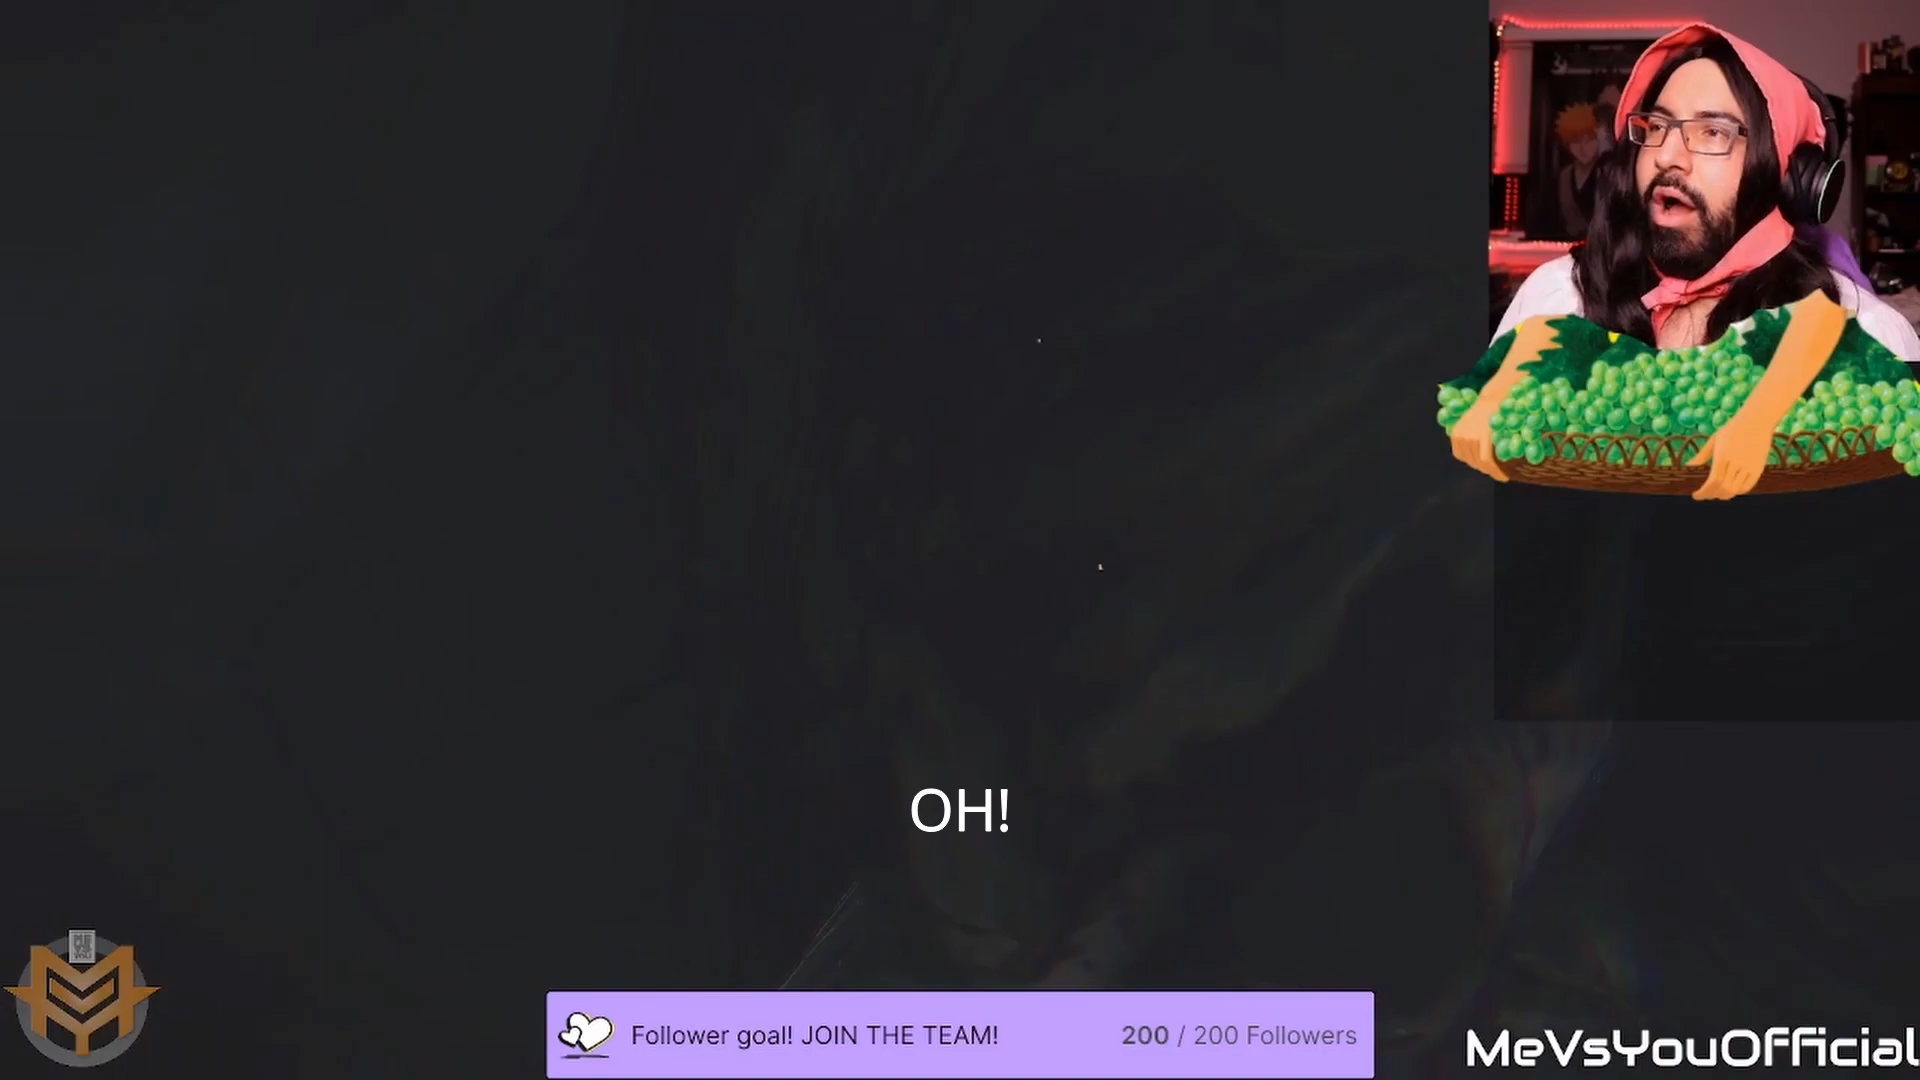 OH!
Follower goal! JOIN THE TEAM!
200 / 200 Followers
MeVsYouOfficial